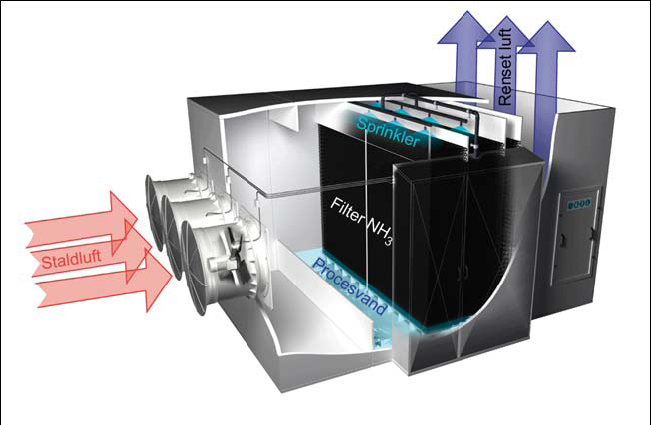 Renset luft
Sprinkler
Filter NH₃
Staldluft
Procesvand